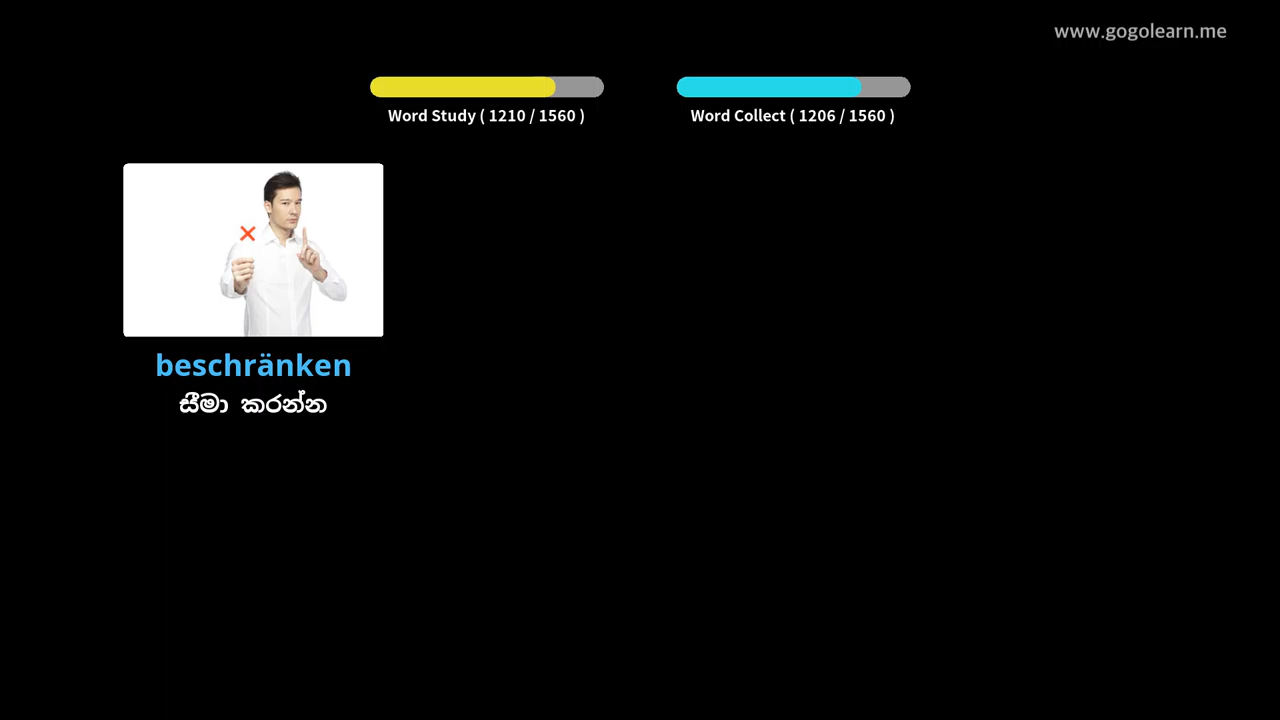 www.gogolearn.me
Word Study ( 1210 / 1560 )
Word Collect ( 1206 / 1560 )
beschränken
සීමා කරන්න